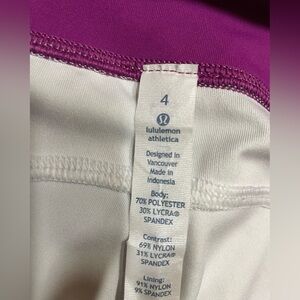 4
lululemon
athletica
Designed in
Vancouver
Made in
Indonesia
Body:
70% POLYESTER
30% LYCRA®
SPANDEX
Contrast:
69% NYLON
31% LYCRA®
SPANDEX
Lining:
91% NYLON
9% SPANDEX